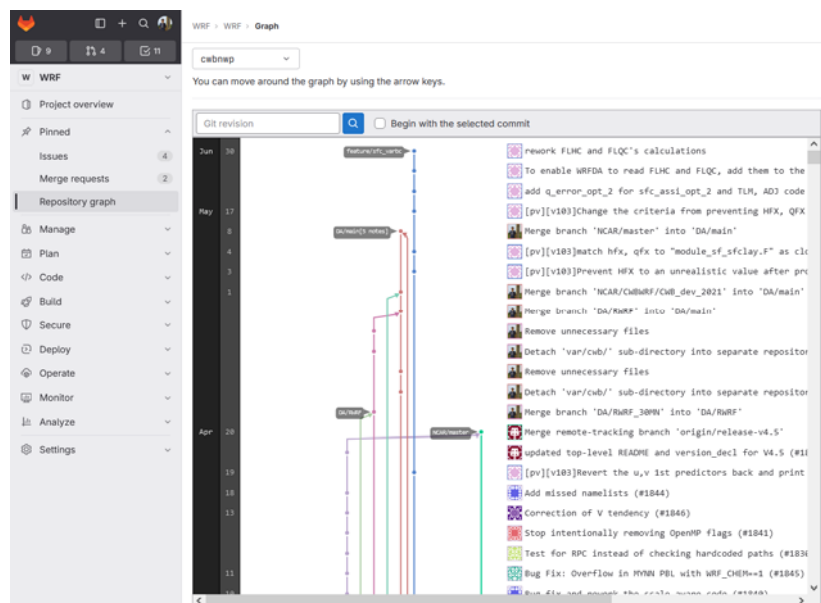 WRF > WRF > Graph
9
4
11
W WRF
Project overview
Pinned
Issues 4
Merge requests 2
Repository graph
Manage
Plan
Code
Build
Secure
Deploy
Operate
Monitor
Analyze
Settings
cwbnwp
You can move around the graph by using the arrow keys.
Git revision
Begin with the selected commit
Jun 30 feature/sfc_varbc rework FLHC and FLQC's calculations
To enable WRFDA to read FLHC and FLQC, add them to the
add q_error_opt_2 for sfc_assi_opt_2 and TLM, ADJ code
May 17 [pv][v103]Change the criteria from preventing HFX, QFX
8 DA/main[5 notes] Merge branch 'NCAR/master' into 'DA/main'
4 [pv][v103]match hfx, qfx to "module_sf_sfclay.F" as clo
3 [pv][v103]Prevent HFX to an unrealistic value after pro
1 Merge branch 'NCAR/CWBWRF/CWB_dev_2021' into 'DA/main'
Merge branch 'DA/RWRF' into 'DA/main'
Remove unnecessary files
Detach 'var/cwb/' sub-directory into separate repositor
Remove unnecessary files
Detach 'var/cwb/' sub-directory into separate repositor
DA/RWRF Merge branch 'DA/RWRF_30MN' into 'DA/RWRF'
Apr 20 NCAR/master Merge remote-tracking branch 'origin/release-v4.5'
updated top-level README and version_decl for V4.5 (#18
19 [pv][v103]Revert the u,v 1st predictors back and print
18 Add missed namelists (#1844)
13 Correction of V tendency (#1846)
Stop intentionally removing OpenMP flags (#1841)
Test for RPC instead of checking hardcoded paths (#1836
11 Bug Fix: Overflow in MYNN PBL with WRF_CHEM==1 (#1845)